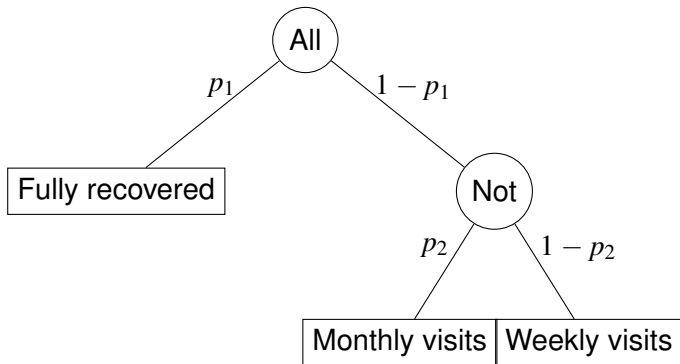 All
p₁
1 − p₁
Fully recovered
Not
p₂
1 − p₂
Monthly visits
Weekly visits